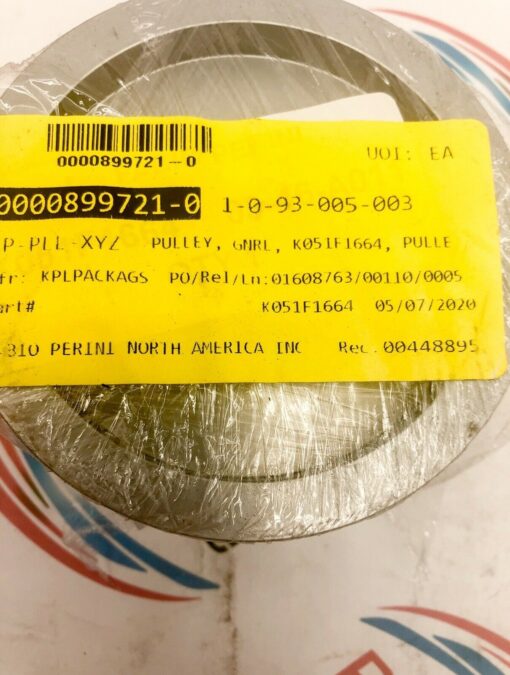 0000899721-0
UOI: EA
0000899721-0 1-0-93-005-003
P-PLL-XYZ PULLEY, GNRL, K051F1664, PULLE
fr: KPLPACKAGS PO/Rel/Ln:01608763/00110/0005
art# K051F1664 05/07/2020
BIO PERINI NORTH AMERICA INC Rec.00448895